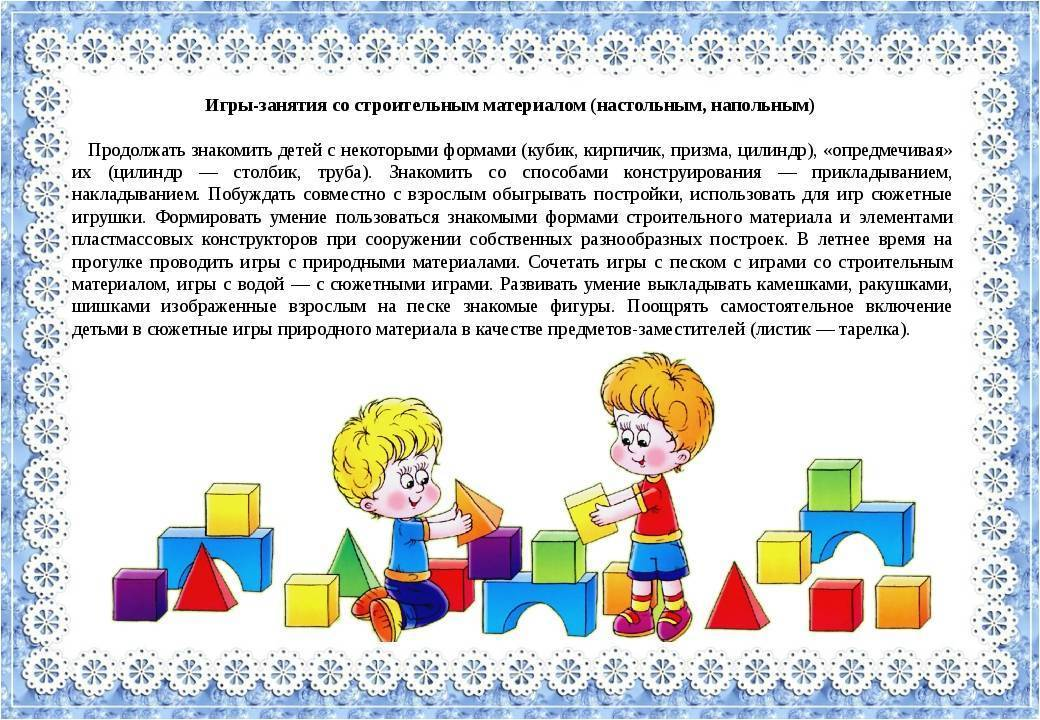 Игры-занятия со строительным материалом (настольным, напольным)
Продолжать знакомить детей с некоторыми формами (кубик, кирпичик, призма, цилиндр), «опредмечивая»
их (цилиндр — столбик, труба). Знакомить со способами конструирования — прикладыванием,
накладыванием. Побуждать совместно с взрослым обыгрывать постройки, использовать для игр сюжетные
игрушки. Формировать умение пользоваться знакомыми формами строительного материала и элементами
пластмассовых конструкторов при сооружении собственных разнообразных построек. В летнее время на
прогулке проводить игры с природными материалами. Сочетать игры с песком с играми со строительным
материалом, игры с водой — с сюжетными играми. Развивать умение выкладывать камешками, ракушками,
шишками изображенные взрослым на песке знакомые фигуры. Поощрять самостоятельное включение
детьми в сюжетные игры природного материала в качестве предметов-заместителей (листик — тарелка).